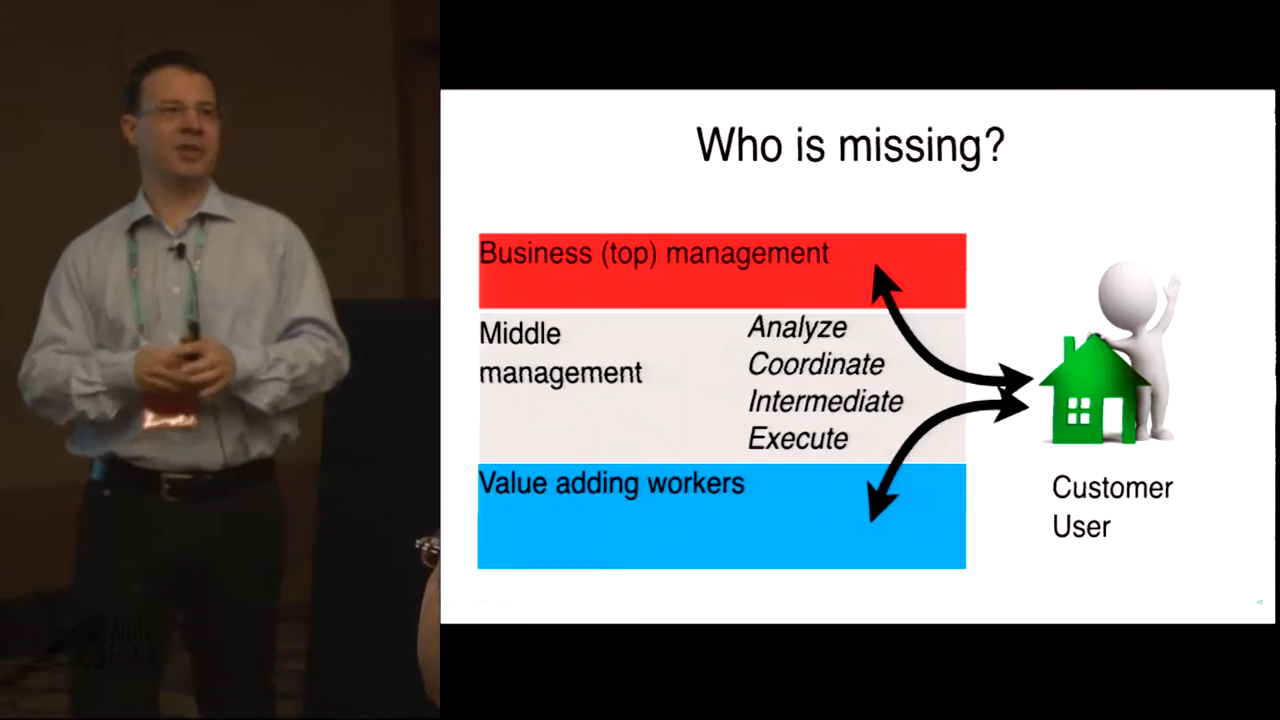 Who is missing?
Business (top) management
Middle
management
Analyze
Coordinate
Intermediate
Execute
Value adding workers
Customer
User